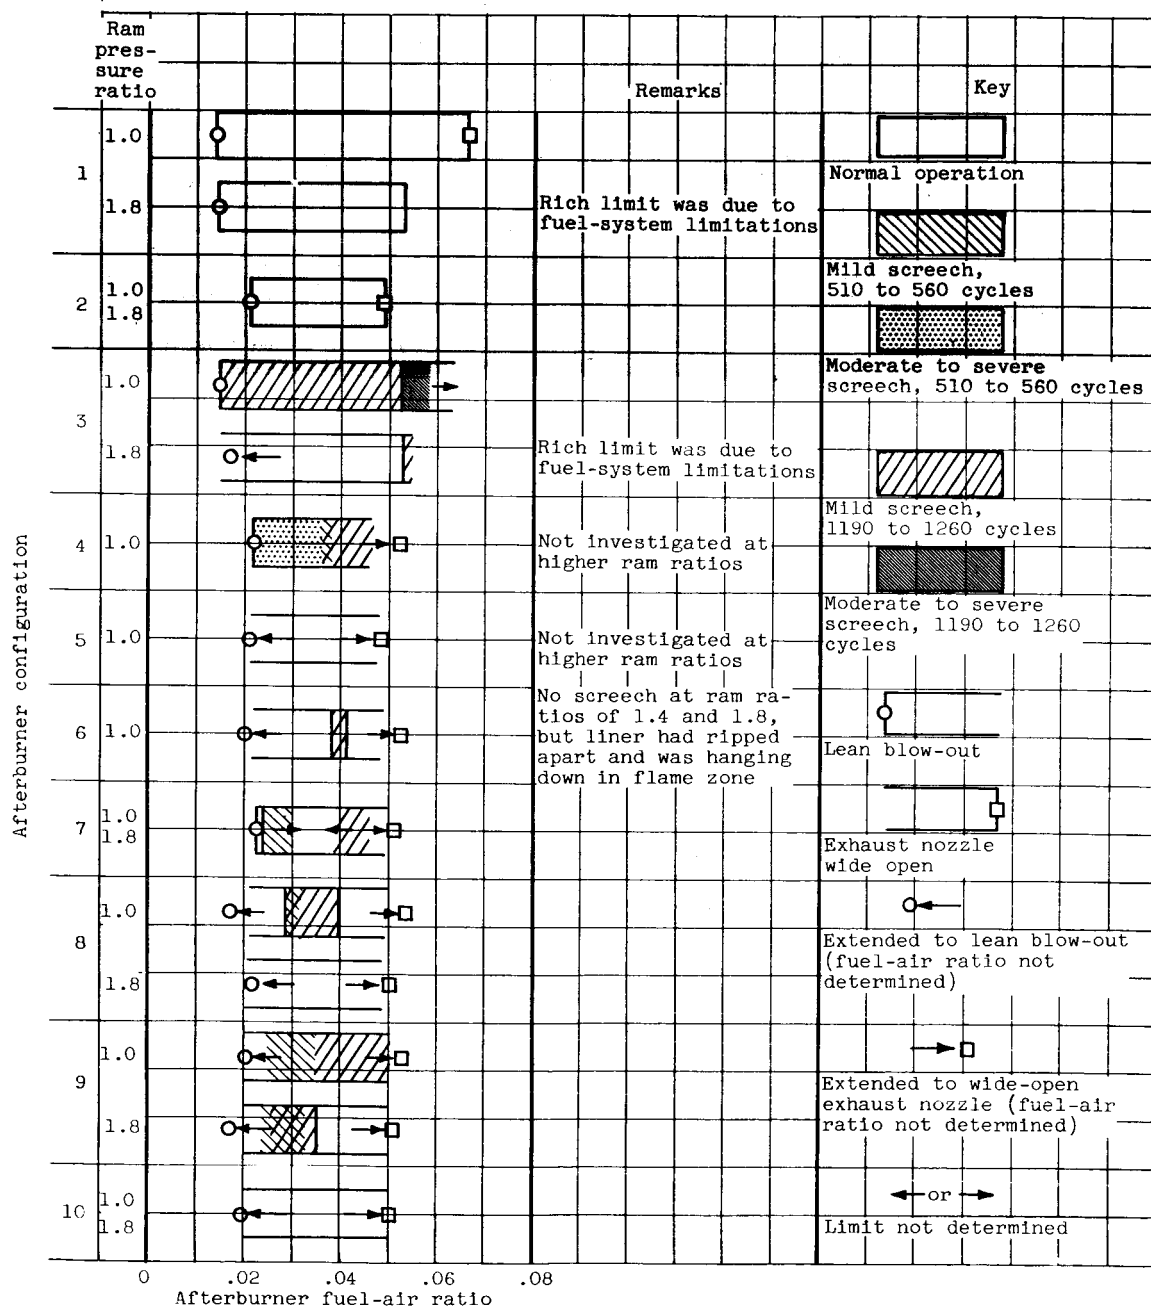 Ram
pres-
sure
ratio
Remarks
Key
Afterburner configuration
1
1.0
1.8
Rich limit was due to
fuel-system limitations
2
1.0
1.8
3
1.0
1.8
Rich limit was due to
fuel-system limitations
4
1.0
Not investigated at
higher ram ratios
5
1.0
Not investigated at
higher ram ratios
6
1.0
No screech at ram ra-
tios of 1.4 and 1.8,
but liner had ripped
apart and was hanging
down in flame zone
7
1.0
1.8
8
1.0
1.8
9
1.0
1.8
10
1.0
1.8
Normal operation
Mild screech,
510 to 560 cycles
Moderate to severe
screech, 510 to 560 cycles
Mild screech,
1190 to 1260 cycles
Moderate to severe
screech, 1190 to 1260
cycles
Lean blow-out
Exhaust nozzle
wide open
Extended to lean blow-out
(fuel-air ratio not
determined)
Extended to wide-open
exhaust nozzle (fuel-air
ratio not determined)
or
Limit not determined
0 .02 .04 .06 .08
Afterburner fuel-air ratio